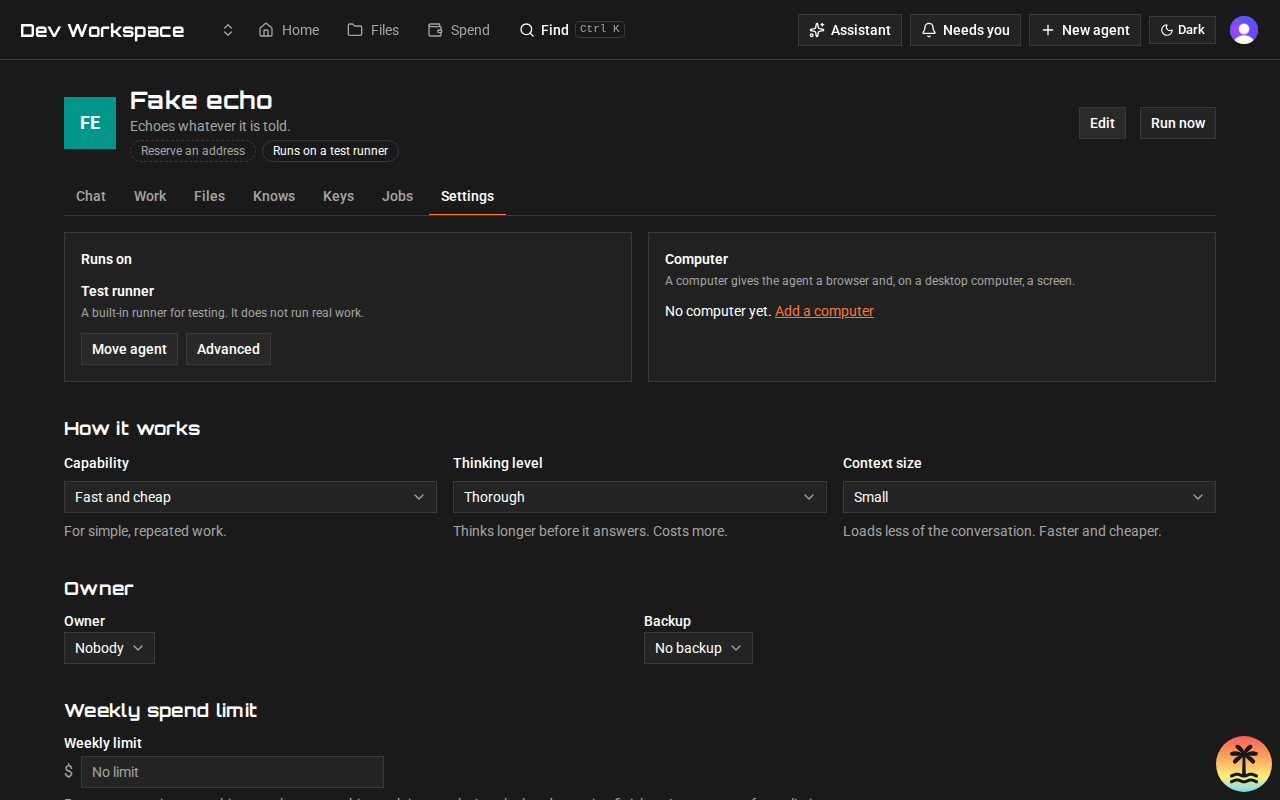 Dev Workspace
Home
Files
Spend
Find Ctrl K
Assistant
Needs you
New agent
Dark
FE
Fake echo
Echoes whatever it is told.
Reserve an address
Runs on a test runner
Edit
Run now
Chat
Work
Files
Knows
Keys
Jobs
Settings
Runs on
Test runner
A built-in runner for testing. It does not run real work.
Move agent
Advanced
Computer
A computer gives the agent a browser and, on a desktop computer, a screen.
No computer yet. Add a computer
How it works
Capability
Fast and cheap
For simple, repeated work.
Thinking level
Thorough
Thinks longer before it answers. Costs more.
Context size
Small
Loads less of the conversation. Faster and cheaper.
Owner
Owner
Nobody
Backup
No backup
Weekly spend limit
Weekly limit
$ No limit